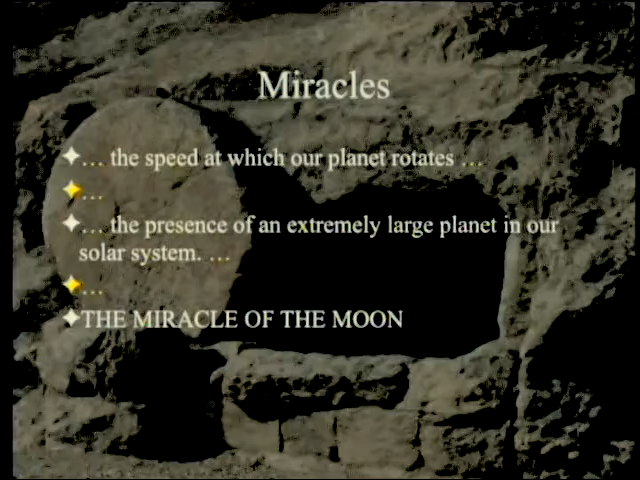 Miracles
… the speed at which our planet rotates …
…
… the presence of an extremely large planet in our
solar system. …
…
THE MIRACLE OF THE MOON